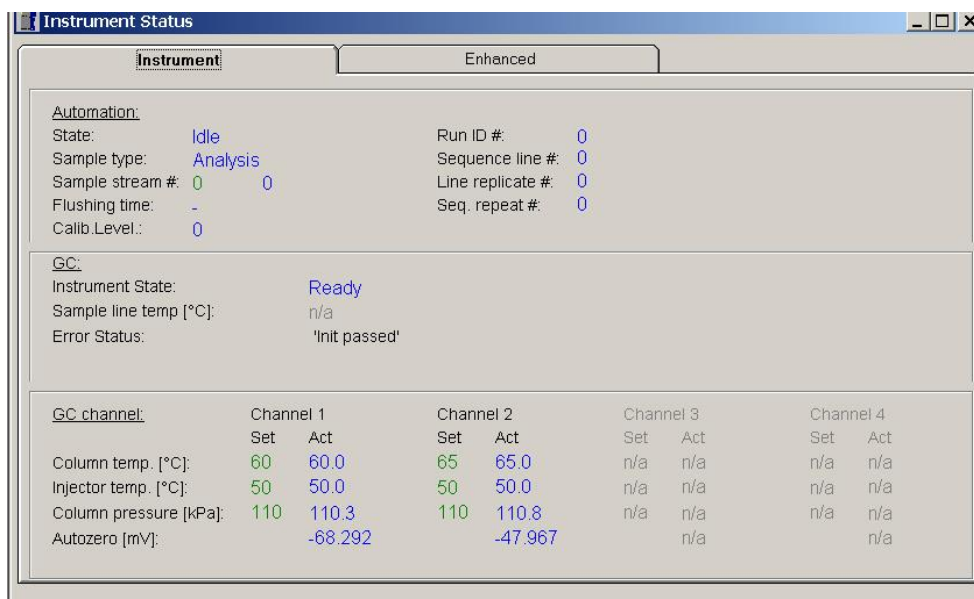 Instrument Status
Instrument Enhanced
Automation:
State: Idle Run ID #: 0
Sample type: Analysis Sequence line #: 0
Sample stream #: 0 0 Line replicate #: 0
Flushing time: - Seq. repeat #: 0
Calib.Level.: 0
GC:
Instrument State: Ready
Sample line temp [°C]: n/a
Error Status: 'Init passed'
GC channel: Channel 1 Channel 2 Channel 3 Channel 4
Set Act Set Act Set Act Set Act
Column temp. [°C]: 60 60.0 65 65.0 n/a n/a n/a n/a
Injector temp. [°C]: 50 50.0 50 50.0 n/a n/a n/a n/a
Column pressure [kPa]: 110 110.3 110 110.8 n/a n/a n/a n/a
Autozero [mV]: -68.292 -47.967 n/a n/a